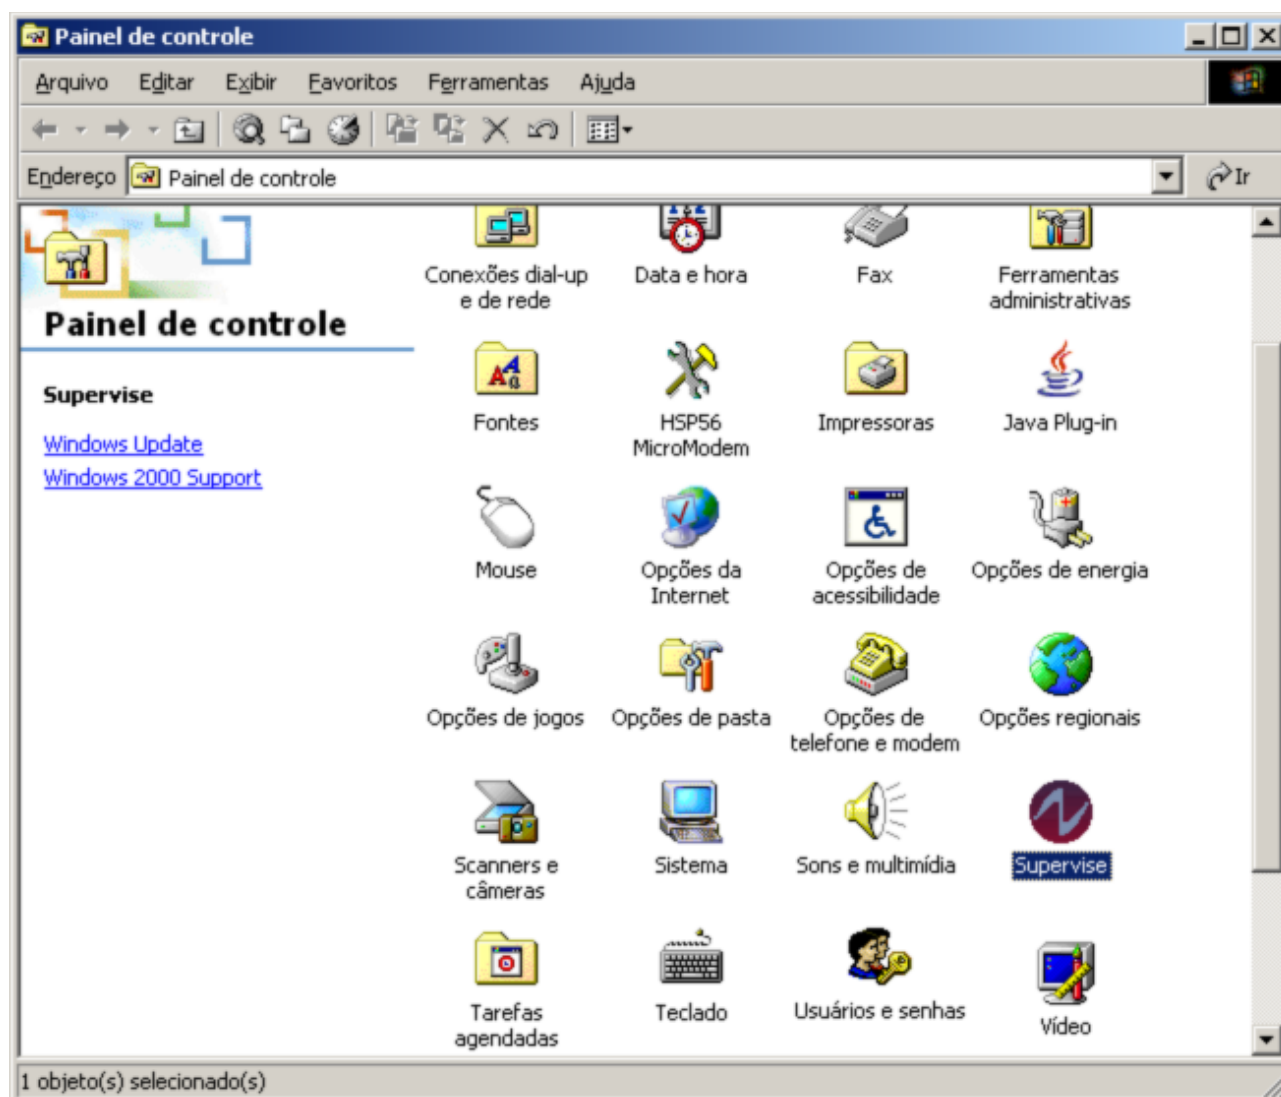 Painel de controle
Arquivo Editar Exibir Favoritos Ferramentas Ajuda
Endereço Painel de controle Ir
Painel de controle
Supervise
Windows Update
Windows 2000 Support
Conexões dial-up
e de rede
Data e hora
Fax
Ferramentas
administrativas
Fontes
HSP56
MicroModem
Impressoras
Java Plug-in
Mouse
Opções da
Internet
Opções de
acessibilidade
Opções de energia
Opções de jogos
Opções de pasta
Opções de
telefone e modem
Opções regionais
Scanners e
câmeras
Sistema
Sons e multimídia
Supervise
Tarefas
agendadas
Teclado
Usuários e senhas
Vídeo
1 objeto(s) selecionado(s)